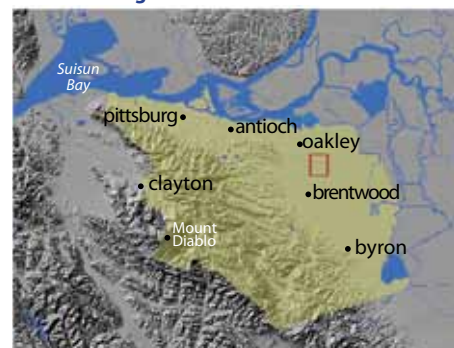 Suisun
Bay
pittsburg
antioch
oakley
clayton
brentwood
Mount
Diablo
byron